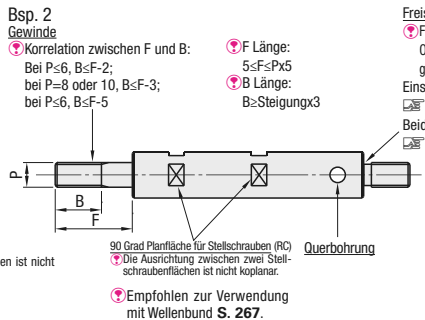 Bsp. 2
Gewinde
Korrelation zwischen F und B:
Bei P≤6, B≤F-2;
bei P=8 oder 10, B≤F-3;
bei P≤6, B≤F-5
F Länge:
5≤F≤Px5
B Länge:
B≥Steigungx3
Freis
F
0
g
Eins
Beid
P
B
F
90 Grad Planfläche für Stellschrauben (RC)
Die Ausrichtung zwischen zwei Stell-
schraubenflächen ist nicht koplanar.
Querbohrung
en ist nicht
Empfohlen zur Verwendung
mit Wellenbund S. 267.